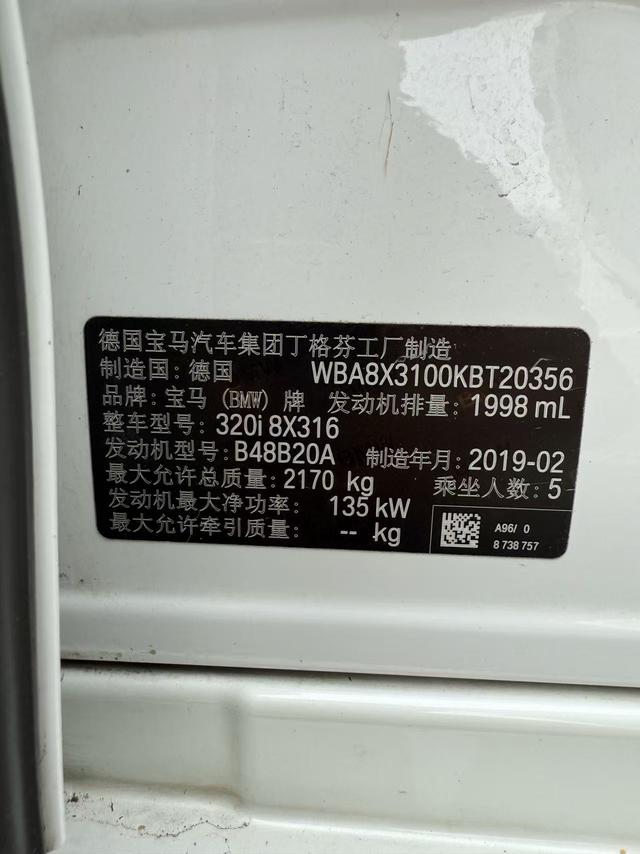 德国宝马汽车集团丁格芬工厂制造
制造国: 德国 WBA8X3100KBT20356
品牌: 宝马 (BMW) 牌 发动机排量: 1998 mL
整车型号: 320i 8X316
发动机型号: B48B20A 制造年月: 2019-02
最大允许总质量: 2170 kg 乘坐人数: 5
发动机最大净功率: 135 kW
最大允许牵引质量: -- kg
A96/ 0
8 738 757